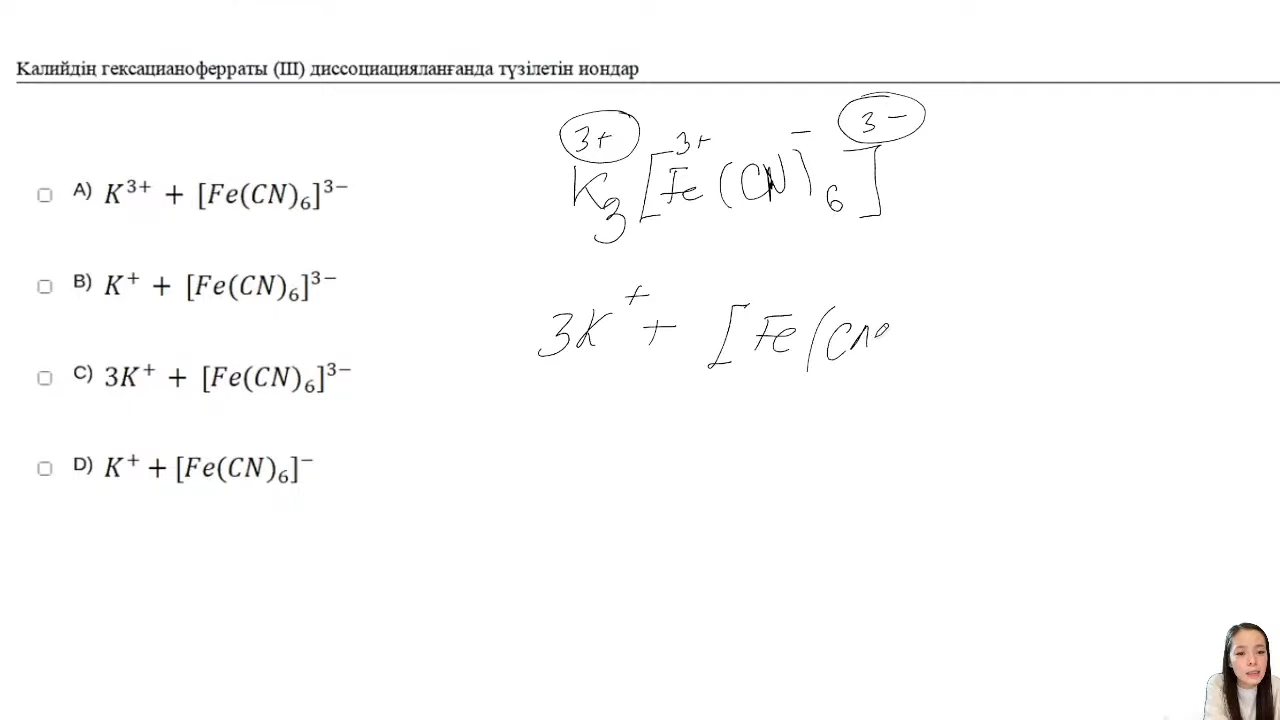 Калийдің гексацианоферраты (III) диссоциацияланғанда түзілетін иондар
A) K³⁺ + [Fe(CN)₆]³⁻
B) K⁺ + [Fe(CN)₆]³⁻
C) 3K⁺ + [Fe(CN)₆]³⁻
D) K⁺ + [Fe(CN)₆]⁻
3+ 3+ − 3−
K₃ [Fe (CN)₆]
3K⁺ + [Fe(CN